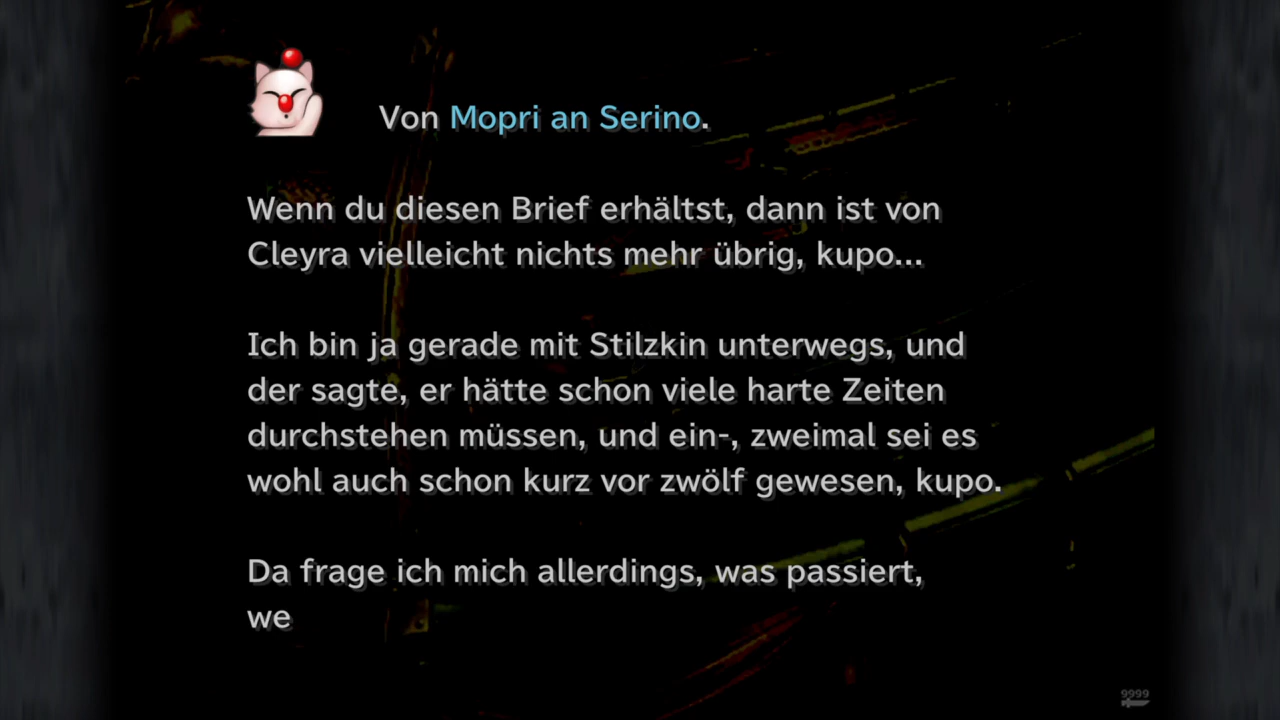 Von Mopri an Serino.
Wenn du diesen Brief erhältst, dann ist von
Cleyra vielleicht nichts mehr übrig, kupo...
Ich bin ja gerade mit Stilzkin unterwegs, und
der sagte, er hätte schon viele harte Zeiten
durchstehen müssen, und ein-, zweimal sei es
wohl auch schon kurz vor zwölf gewesen, kupo.
Da frage ich mich allerdings, was passiert,
we
9999